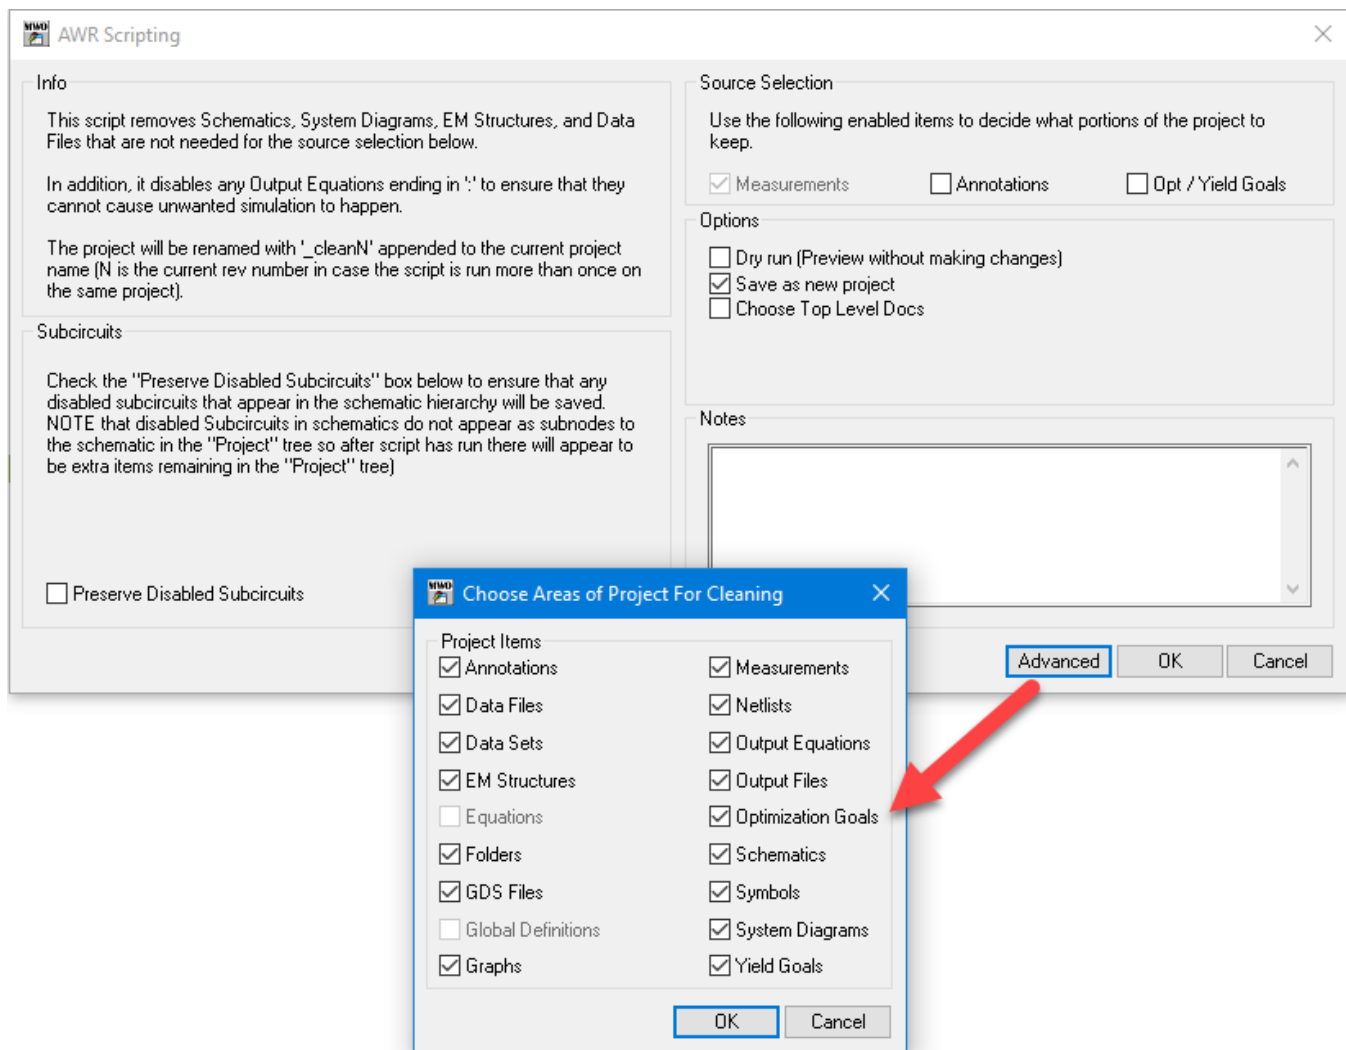 MWO
AWR Scripting
Info
This script removes Schematics, System Diagrams, EM Structures, and Data
Files that are not needed for the source selection below.
In addition, it disables any Output Equations ending in ':' to ensure that they
cannot cause unwanted simulation to happen.
The project will be renamed with '_cleanN' appended to the current project
name (N is the current rev number in case the script is run more than once on
the same project).
Subcircuits
Check the "Preserve Disabled Subcircuits" box below to ensure that any
disabled subcircuits that appear in the schematic hierarchy will be saved.
NOTE that disabled Subcircuits in schematics do not appear as subnodes to
the schematic in the "Project" tree so after script has run there will appear to
be extra items remaining in the "Project" tree)
Preserve Disabled Subcircuits
Source Selection
Use the following enabled items to decide what portions of the project to
keep.
Measurements Annotations Opt / Yield Goals
Options
Dry run (Preview without making changes)
Save as new project
Choose Top Level Docs
Notes
Advanced OK Cancel
MWO
Choose Areas of Project For Cleaning
Project Items
Annotations Measurements
Data Files Netlists
Data Sets Output Equations
EM Structures Output Files
Equations Optimization Goals
Folders Schematics
GDS Files Symbols
Global Definitions System Diagrams
Graphs Yield Goals
OK Cancel